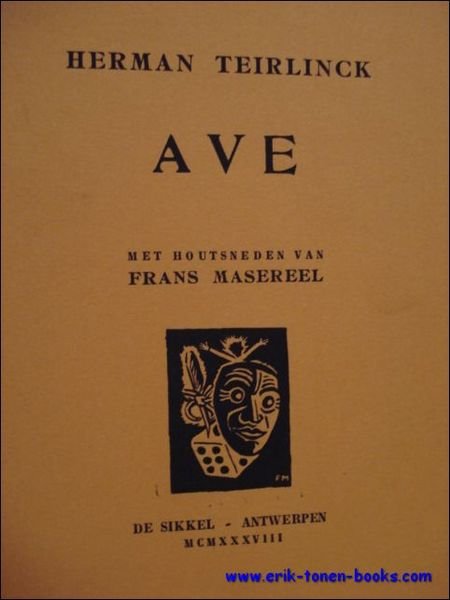 HERMAN TEIRLINCK
AVE
MET HOUTSNEDEN VAN
FRANS MASEREEL
FM
DE SIKKEL - ANTWERPEN
MCMXXXVIII
www.erik-tonen-books.com